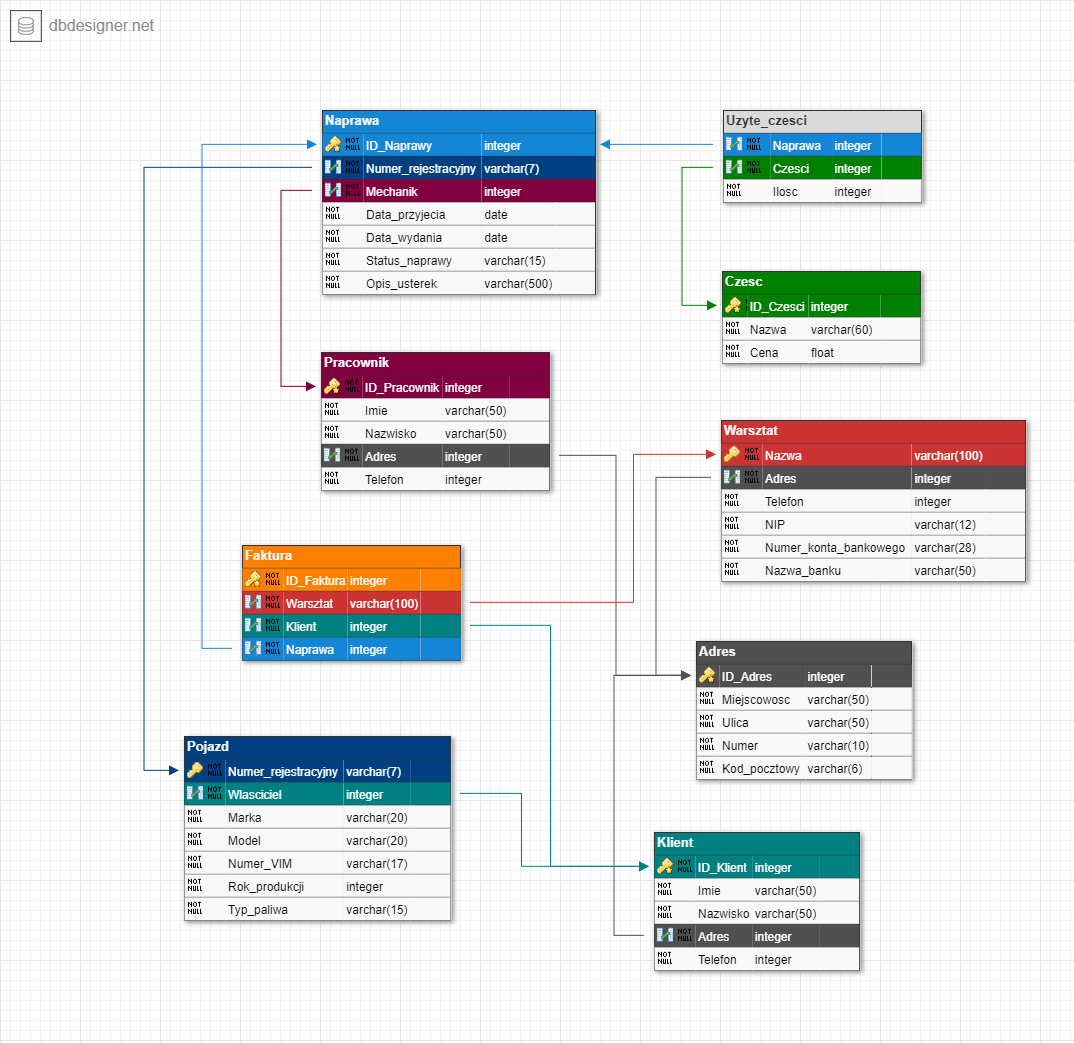 dbdesigner.net
Naprawa
NOT NULL ID_Naprawy integer
NOT NULL Numer_rejestracyjny varchar(7)
NOT NULL Mechanik integer
NOT NULL Data_przyjecia date
NOT NULL Data_wydania date
NOT NULL Status_naprawy varchar(15)
NOT NULL Opis_usterek varchar(500)
Uzyte_czesci
NOT NULL Naprawa integer
NOT NULL Czesci integer
NOT NULL Ilosc integer
Czesc
ID_Czesci integer
NOT NULL Nazwa varchar(60)
NOT NULL Cena float
Pracownik
NOT NULL ID_Pracownik integer
NOT NULL Imie varchar(50)
NOT NULL Nazwisko varchar(50)
NOT NULL Adres integer
NOT NULL Telefon integer
Warsztat
NOT NULL Nazwa varchar(100)
NOT NULL Adres integer
NOT NULL Telefon integer
NOT NULL NIP varchar(12)
NOT NULL Numer_konta_bankowego varchar(28)
NOT NULL Nazwa_banku varchar(50)
Faktura
NOT NULL ID_Faktura integer
NOT NULL Warsztat varchar(100)
NOT NULL Klient integer
NOT NULL Naprawa integer
Adres
ID_Adres integer
NOT NULL Miejscowosc varchar(50)
NOT NULL Ulica varchar(50)
NOT NULL Numer varchar(10)
NOT NULL Kod_pocztowy varchar(6)
Pojazd
NOT NULL Numer_rejestracyjny varchar(7)
NOT NULL Wlasciciel integer
NOT NULL Marka varchar(20)
NOT NULL Model varchar(20)
NOT NULL Numer_VIM varchar(17)
NOT NULL Rok_produkcji integer
NOT NULL Typ_paliwa varchar(15)
Klient
NOT NULL ID_Klient integer
NOT NULL Imie varchar(50)
NOT NULL Nazwisko varchar(50)
NOT NULL Adres integer
NOT NULL Telefon integer